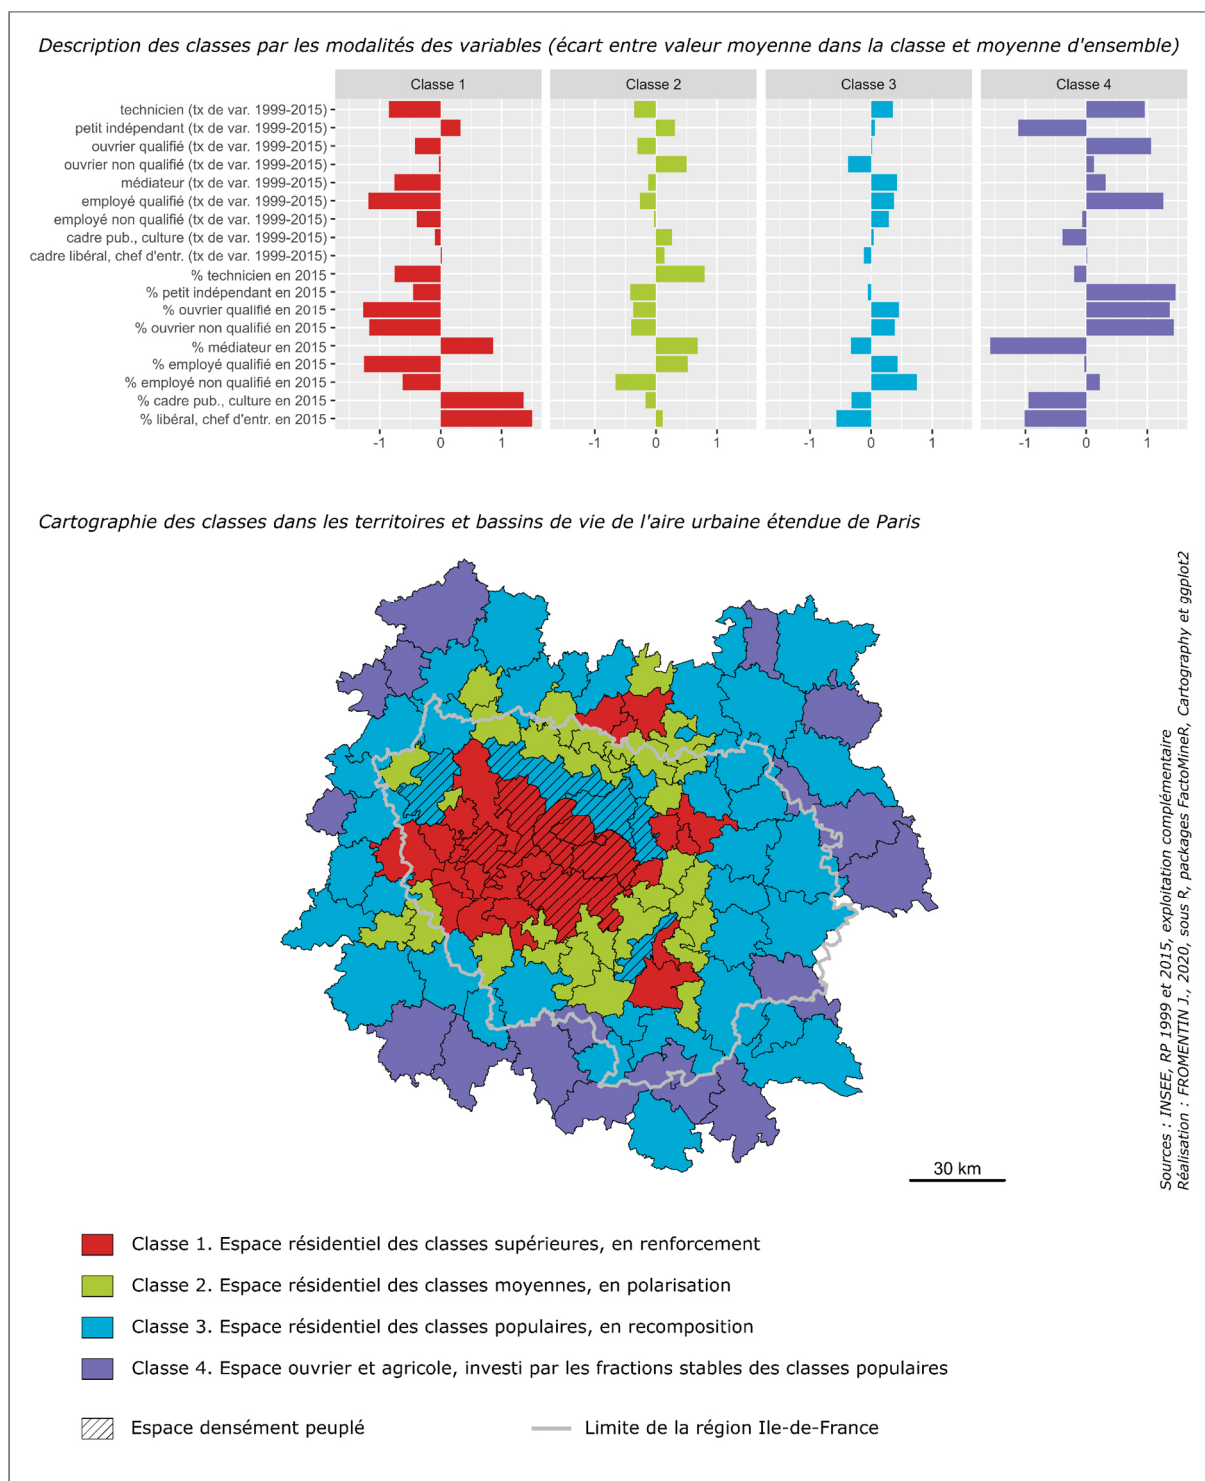 Description des classes par les modalités des variables (écart entre valeur moyenne dans la classe et moyenne d'ensemble)
Classe 1
Classe 2
Classe 3
Classe 4
technicien (tx de var. 1999-2015)
petit indépendant (tx de var. 1999-2015)
ouvrier qualifié (tx de var. 1999-2015)
ouvrier non qualifié (tx de var. 1999-2015)
médiateur (tx de var. 1999-2015)
employé qualifié (tx de var. 1999-2015)
employé non qualifié (tx de var. 1999-2015)
cadre pub., culture (tx de var. 1999-2015)
cadre libéral, chef d'entr. (tx de var. 1999-2015)
% technicien en 2015
% petit indépendant en 2015
% ouvrier qualifié en 2015
% ouvrier non qualifié en 2015
% médiateur en 2015
% employé qualifié en 2015
% employé non qualifié en 2015
% cadre pub., culture en 2015
% libéral, chef d'entr. en 2015
-1 0 1 -1 0 1 -1 0 1 -1 0 1
Cartographie des classes dans les territoires et bassins de vie de l'aire urbaine étendue de Paris
30 km
Sources : INSEE, RP 1999 et 2015, exploitation complémentaire
Réalisation : FROMENTIN J., 2020, sous R, packages FactoMineR, Cartography et ggplot2
Classe 1. Espace résidentiel des classes supérieures, en renforcement
Classe 2. Espace résidentiel des classes moyennes, en polarisation
Classe 3. Espace résidentiel des classes populaires, en recomposition
Classe 4. Espace ouvrier et agricole, investi par les fractions stables des classes populaires
Espace densément peuplé
Limite de la région Ile-de-France